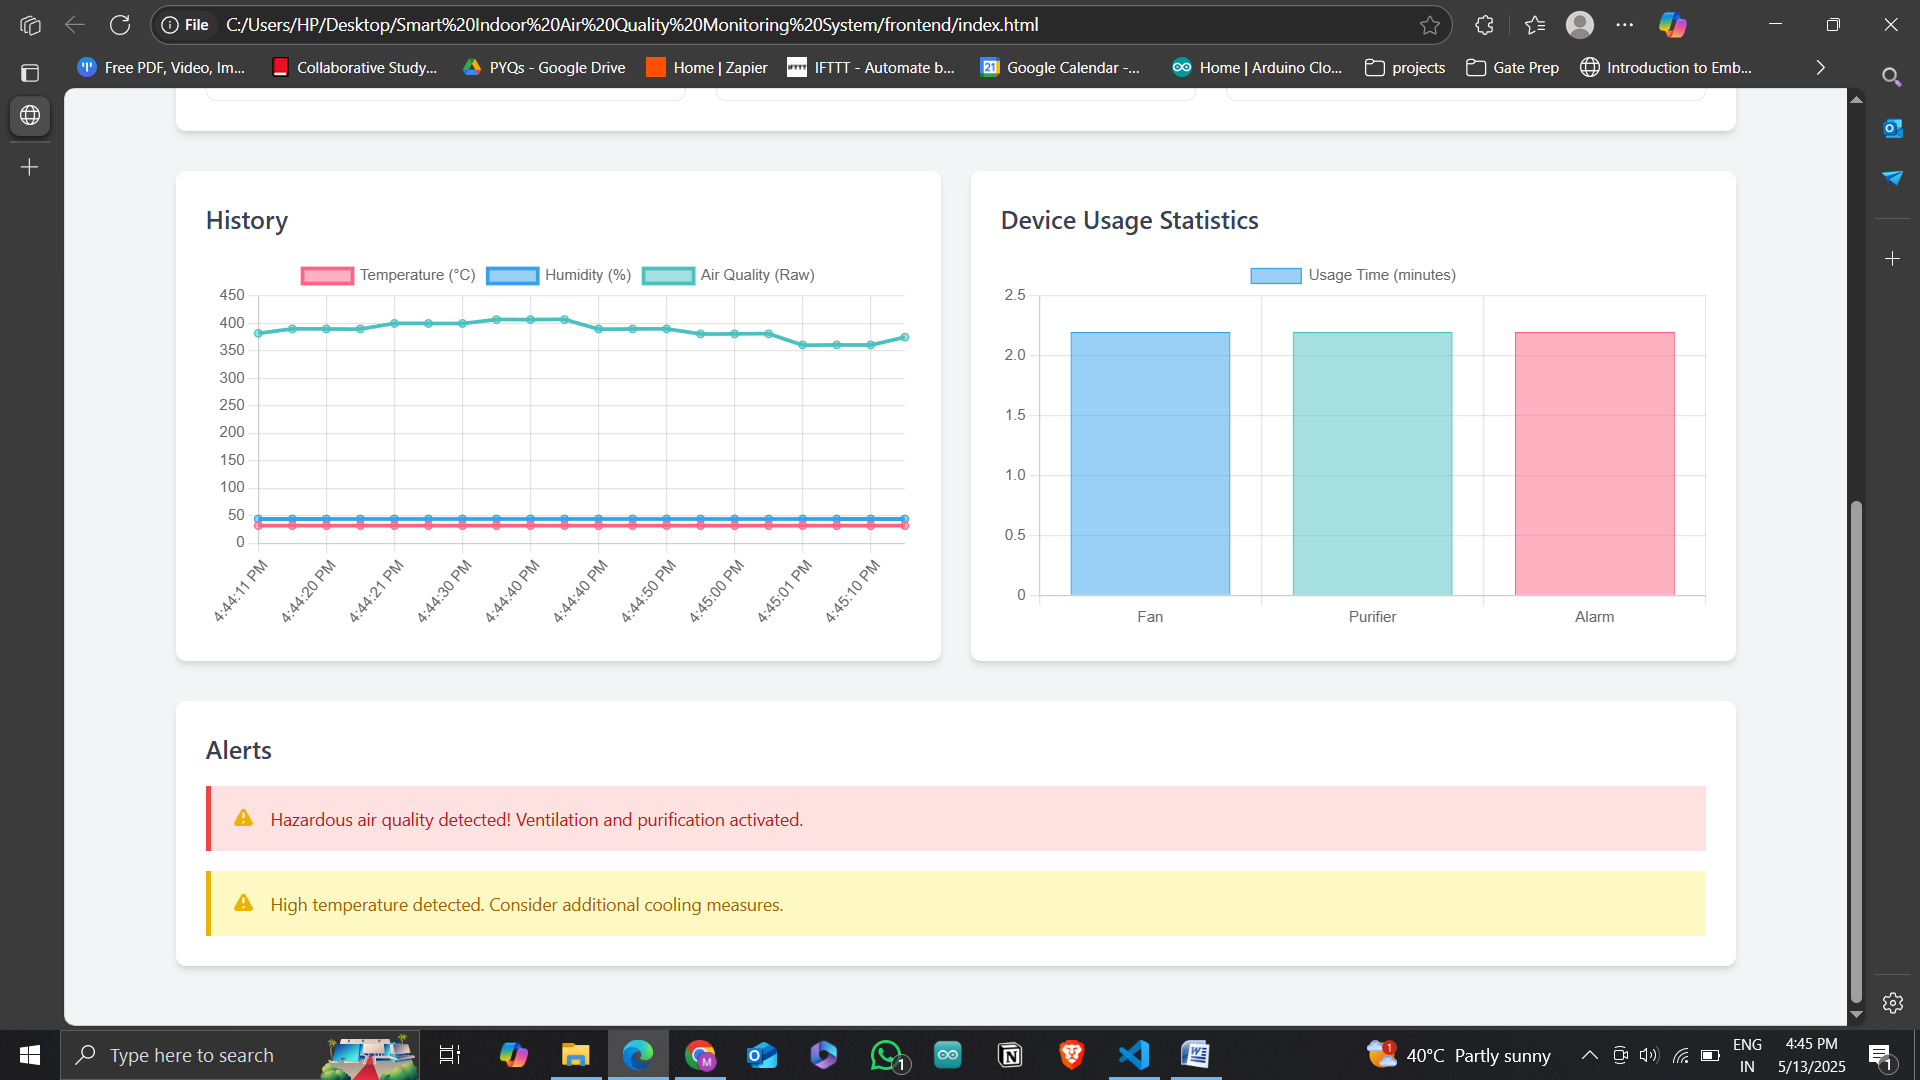 File
C:/Users/HP/Desktop/Smart%20Indoor%20Air%20Quality%20Monitoring%20System/frontend/index.html
Free PDF, Video, Im...
Collaborative Study...
PYQs - Google Drive
Home | Zapier
IFTTT - Automate b...
Google Calendar -...
Home | Arduino Clo...
projects
Gate Prep
Introduction to Emb...
History
Temperature (°C) Humidity (%) Air Quality (Raw)
450
400
350
300
250
200
150
100
50
0
4:44:11 PM
4:44:20 PM
4:44:21 PM
4:44:30 PM
4:44:40 PM
4:44:40 PM
4:44:50 PM
4:45:00 PM
4:45:01 PM
4:45:10 PM
Device Usage Statistics
Usage Time (minutes)
2.5
2.0
1.5
1.0
0.5
0
Fan
Purifier
Alarm
Alerts
Hazardous air quality detected! Ventilation and purification activated.
High temperature detected. Consider additional cooling measures.
Type here to search
1
40°C Partly sunny
ENG
IN
4:45 PM
5/13/2025
1